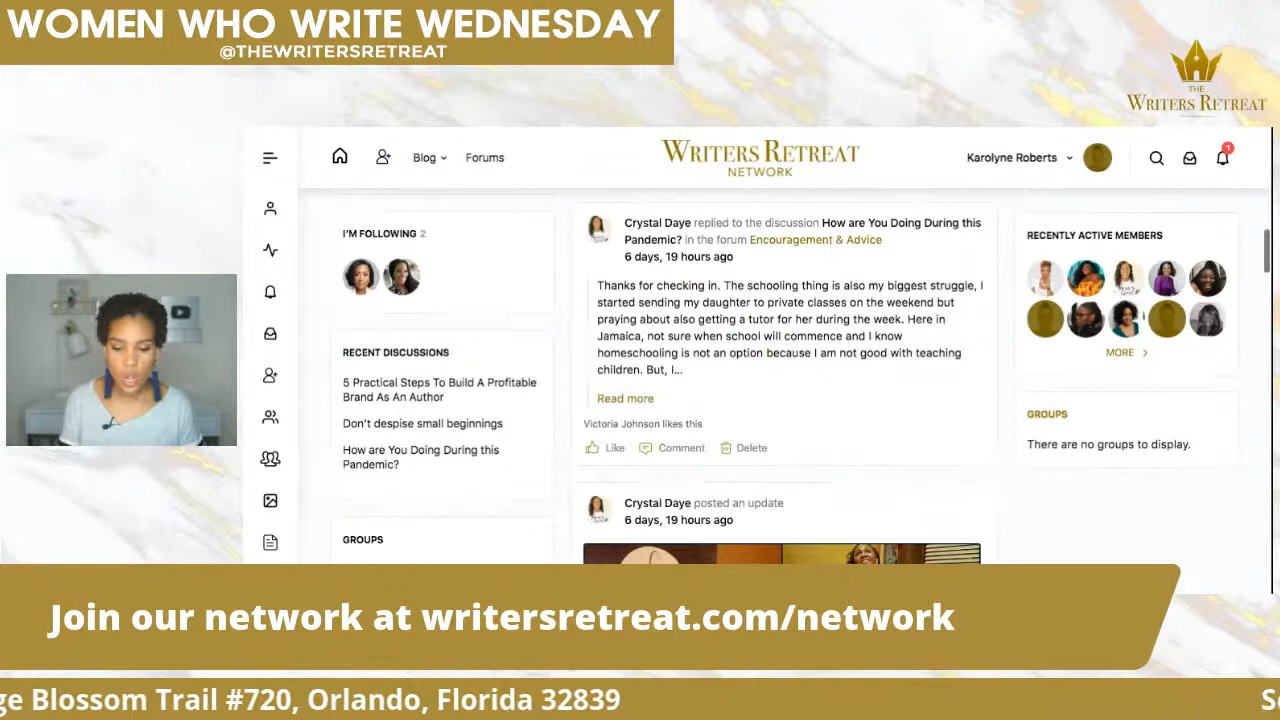 WOMEN WHO WRITE WEDNESDAY
@THEWRITERSRETREAT
THE
WRITERS RETREAT
Blog
Forums
WRITERS RETREAT
NETWORK
Karolyne Roberts
1
I'M FOLLOWING 2
RECENT DISCUSSIONS
5 Practical Steps To Build A Profitable
Brand As An Author
Don't despise small beginnings
How are You Doing During this
Pandemic?
GROUPS
Crystal Daye replied to the discussion How are You Doing During this
Pandemic? in the forum Encouragement & Advice
6 days, 19 hours ago
Thanks for checking in. The schooling thing is also my biggest struggle, I
started sending my daughter to private classes on the weekend but
praying about also getting a tutor for her during the week. Here in
Jamaica, not sure when school will commence and I know
homeschooling is not an option because I am not good with teaching
children. But, I...
Read more
Victoria Johnson likes this
Like
Comment
Delete
Crystal Daye posted an update
6 days, 19 hours ago
RECENTLY ACTIVE MEMBERS
MORE
GROUPS
There are no groups to display.
Join our network at writersretreat.com/network
ge Blossom Trail #720, Orlando, Florida 32839